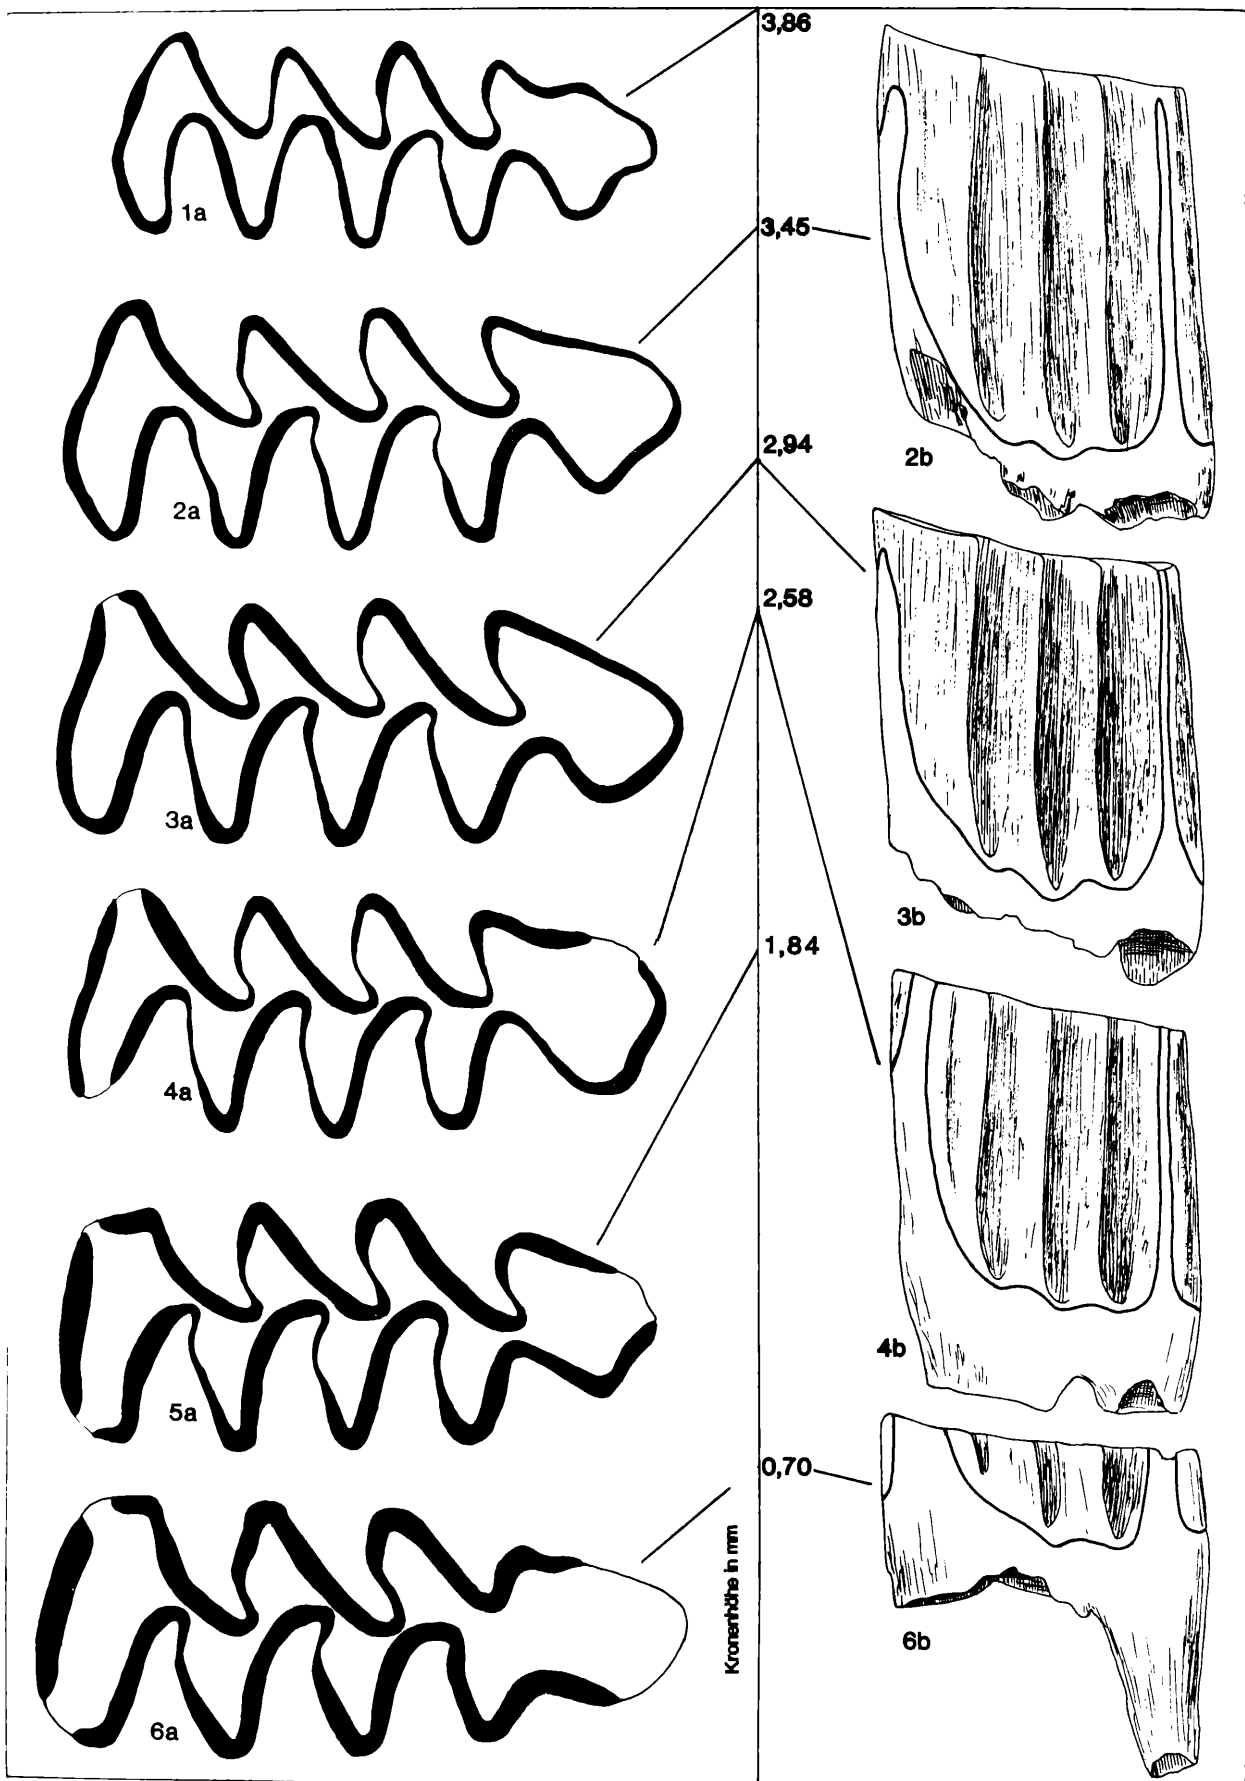 3,86
1a
3,45
2a
2b
2,94
2,58
3a
3b
1,84
4a
4b
5a
0,70
Kronenhöhe in mm
6a
6b